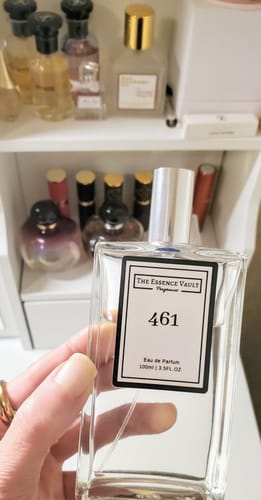 THE ESSENCE VAULT
Fragrances
461
Eau de Parfum
100ml | 3.5FL OZ.